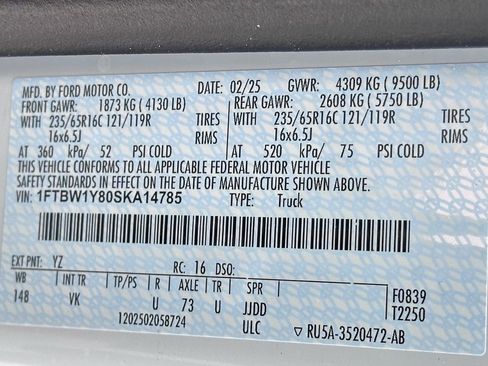 MFD. BY FORD MOTOR CO. DATE: 02/25 GVWR: 4309 KG ( 9500 LB)
FRONT GAWR: 1873 KG ( 4130 LB) REAR GAWR: 2608 KG ( 5750 LB)
WITH 235/65R16C 121/119R TIRES WITH 235/65R16C 121/119R TIRES
16x6.5J RIMS 16x6.5J RIMS
AT 360 kPa/ 52 PSI COLD AT 520 kPa/ 75 PSI COLD
THIS VEHICLE CONFORMS TO ALL APPLICABLE FEDERAL MOTOR VEHICLE
SAFETY STANDARDS IN EFFECT ON THE DATE OF MANUFACTURE SHOWN ABOVE.
VIN: 1FTBW1Y80SKA14785 TYPE: Truck
EXT PNT: YZ RC: 16 DSO:
WB INT TR TP/PS R AXLE TR SPR F0839
148 VK U 73 U JJDD T2250
1202502058724 ULC ▽ RU5A-3520472-AB